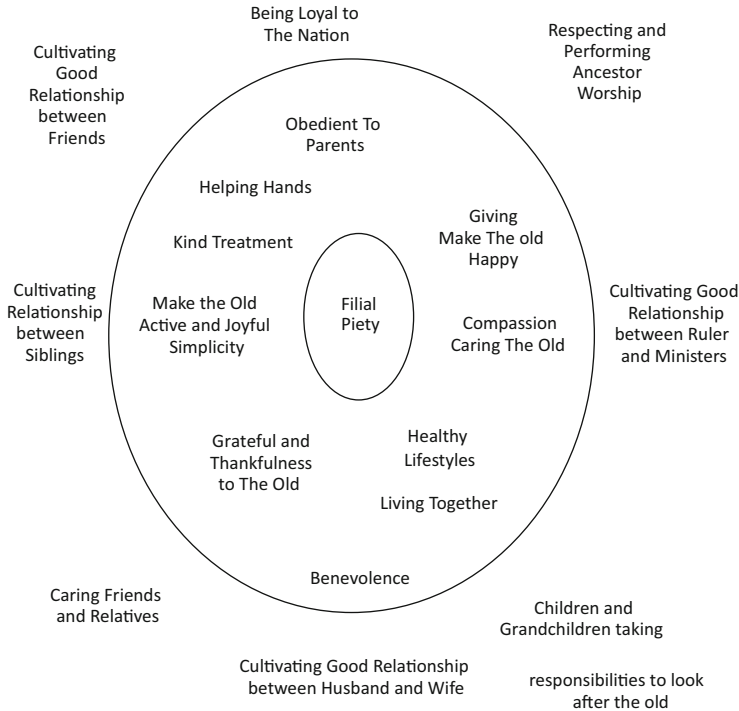 Being Loyal to
The Nation
Respecting and
Performing
Ancestor
Worship
Cultivating
Good
Relationship
between
Friends
Obedient To
Parents
Helping Hands
Kind Treatment
Giving
Make The old
Happy
Cultivating
Relationship
between
Siblings
Make the Old
Active and Joyful
Simplicity
Filial
Piety
Compassion
Caring The Old
Cultivating Good
Relationship
between Ruler
and Ministers
Grateful and
Thankfulness
to The Old
Healthy
Lifestyles
Living Together
Benevolence
Caring Friends
and Relatives
Children and
Grandchildren taking
Cultivating Good Relationship
between Husband and Wife
responsibilities to look
after the old